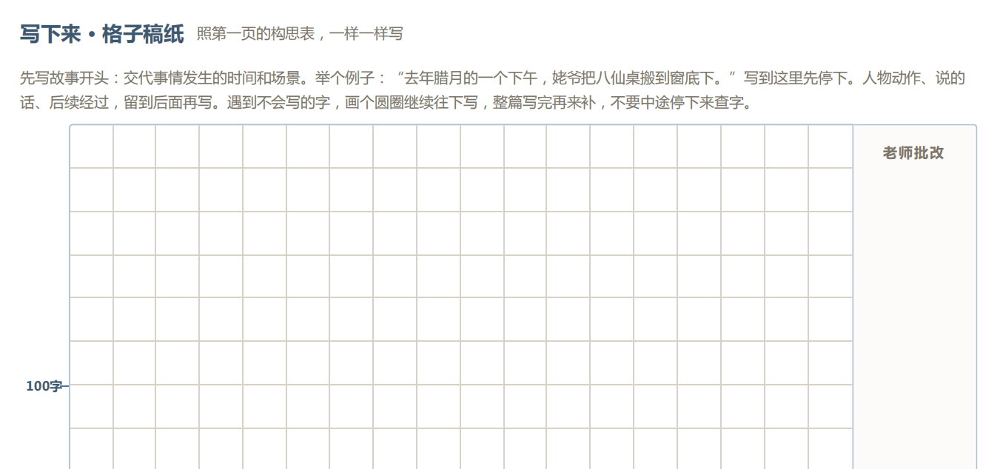 写下来·格子稿纸 照第一页的构思表，一样一样写
先写故事开头：交代事情发生的时间和场景。举个例子：“去年腊月的一个下午，姥爷把八仙桌搬到窗底下。”写到这里先停下。人物动作、说的
话、后续经过，留到后面再写。遇到不会写的字，画个圆圈继续往下写，整篇写完再来补，不要中途停下来查字。
老师批改
100字